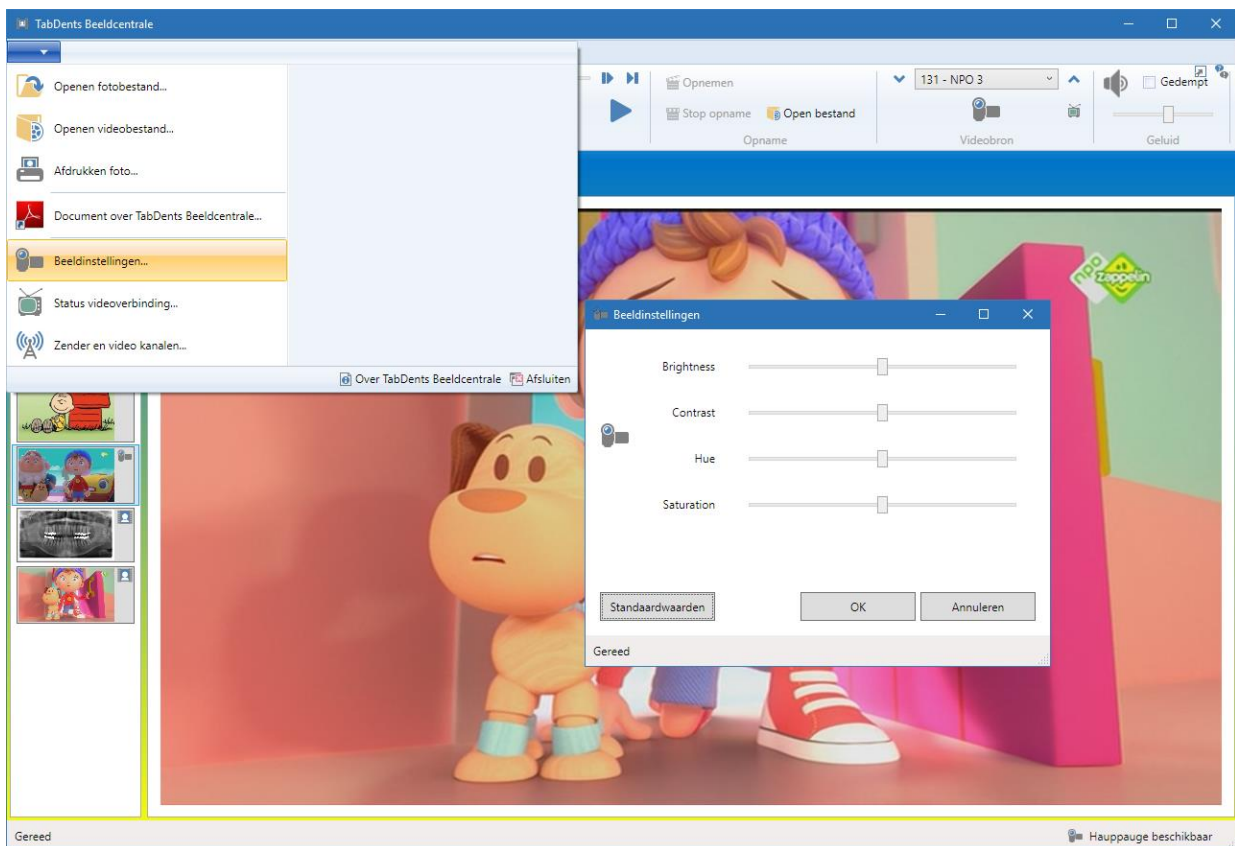 TabDents Beeldcentrale
Openen fotobestand...
Openen videobestand...
Afdrukken foto...
Document over TabDents Beeldcentrale...
Beeldinstellingen...
Status videoverbinding...
Zender en video kanalen...
Over TabDents Beeldcentrale
Afsluiten
Opnemen
Stop opname
Open bestand
Opname
131 - NPO 3
Videobron
Gedempt
Geluid
npo
Zappelin
Beeldinstellingen
Brightness
Contrast
Hue
Saturation
Standaardwaarden
OK
Annuleren
Gereed
Gereed
Hauppauge beschikbaar